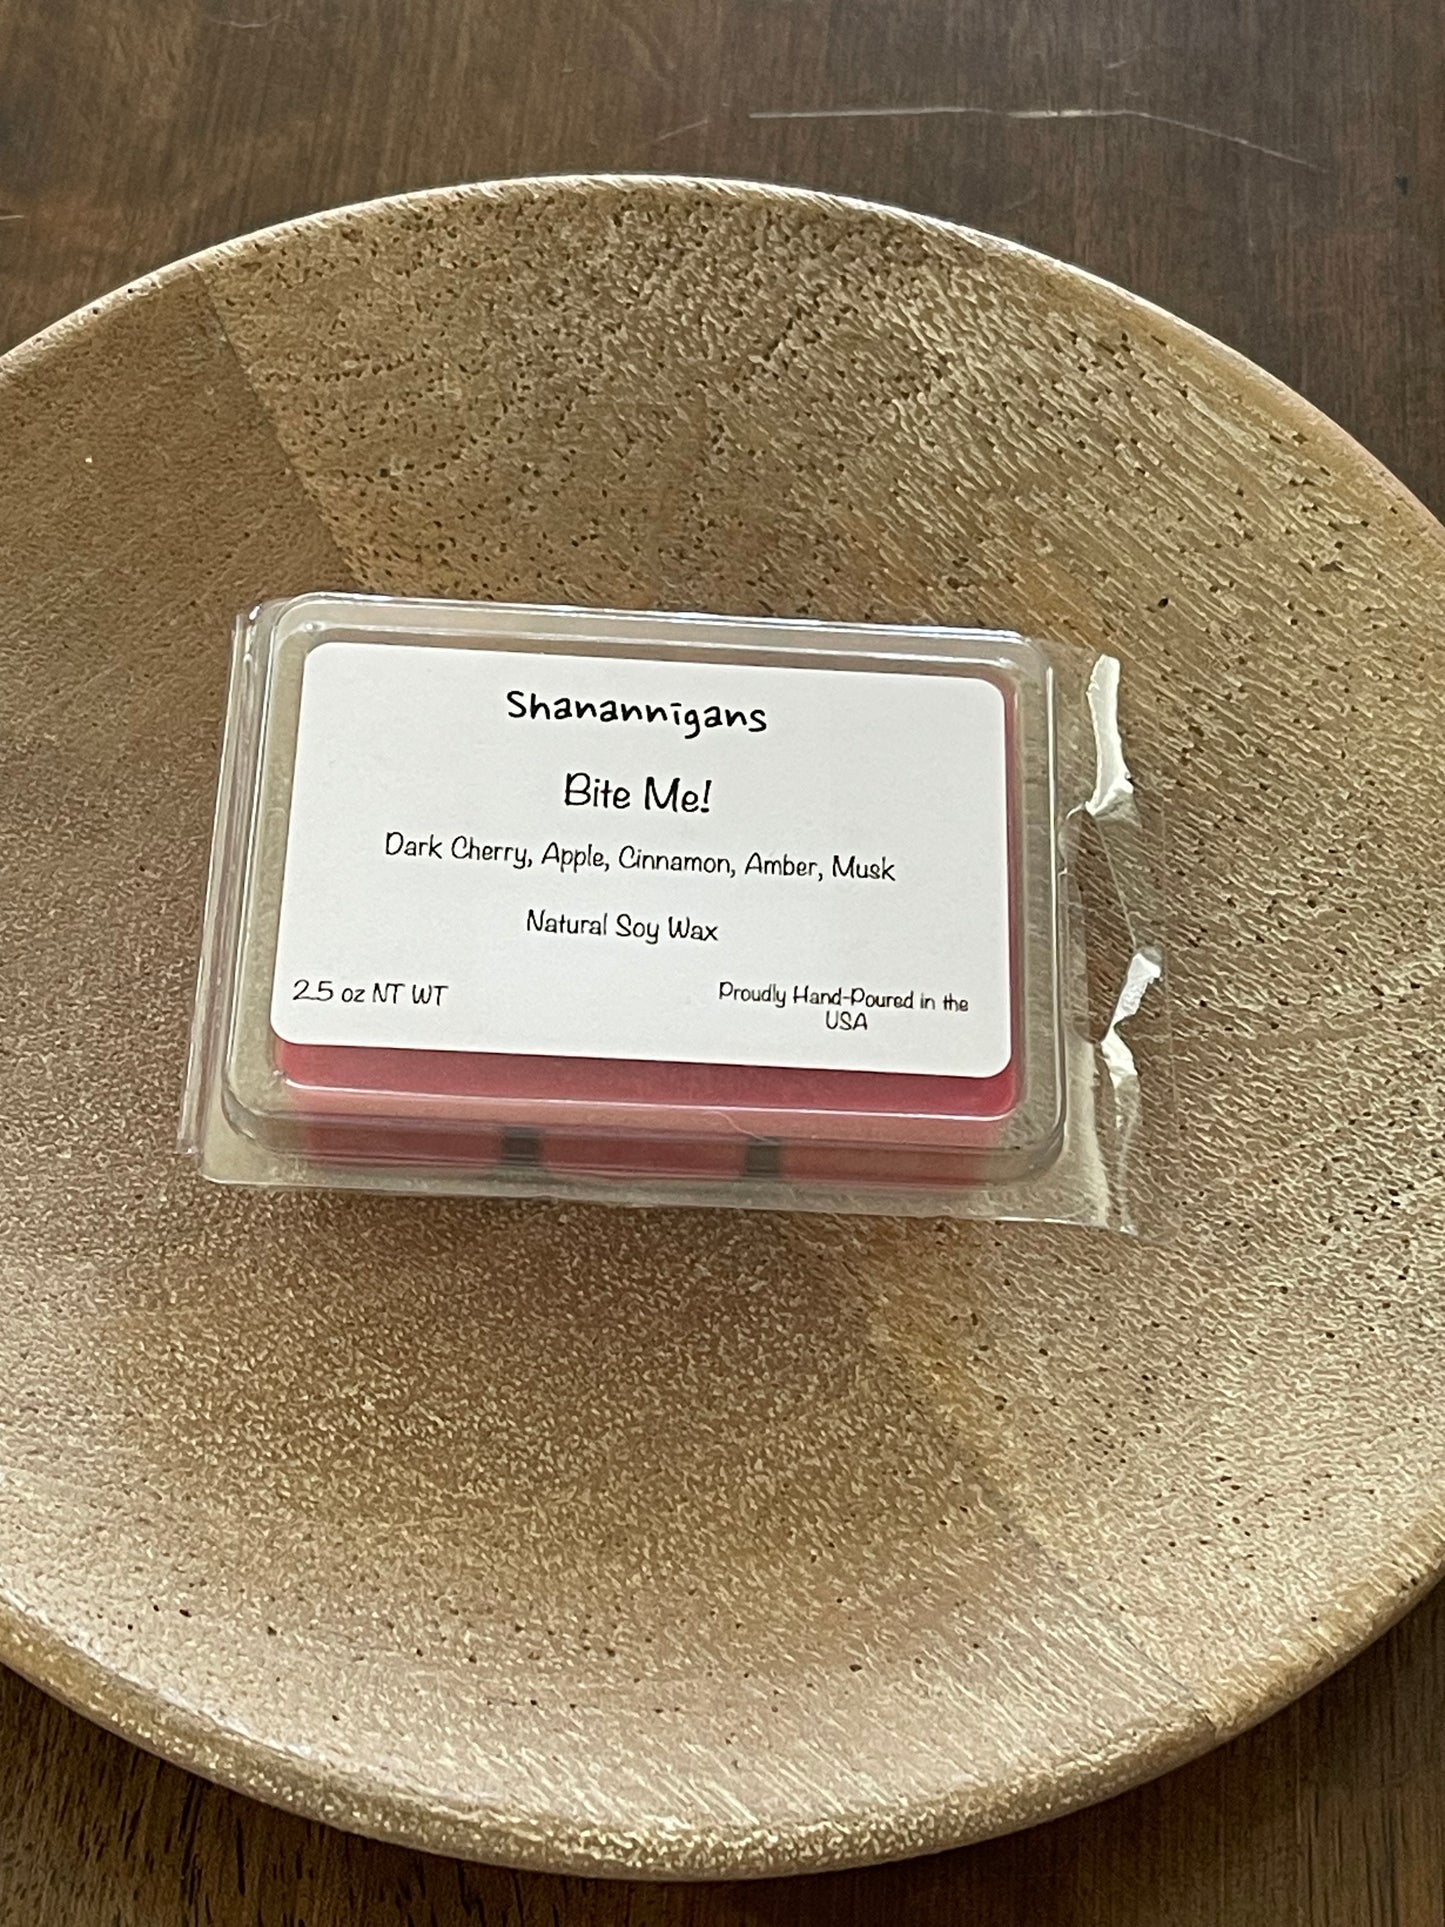 Shanannigans
Bite Me!
Dark Cherry, Apple, Cinnamon, Amber, Musk
Natural Soy Wax
2.5 oz NT WT
Proudly Hand-Poured in the
USA